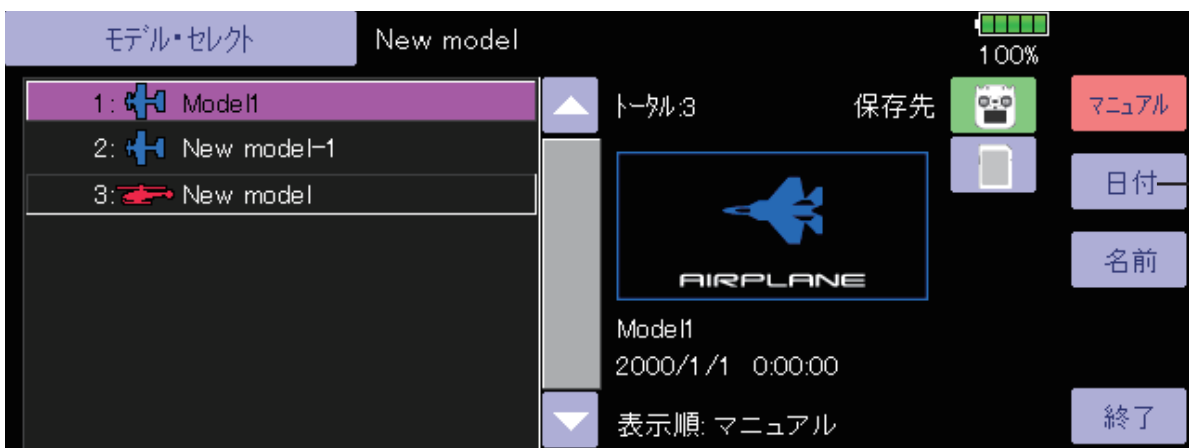 モデル・セレクト
New model
100%
1: Model1
2: New model-1
3: New model
トータル:3
保存先
AIRPLANE
Model1
2000/1/1 0:00:00
表示順: マニュアル
マニュアル
日付
名前
終了